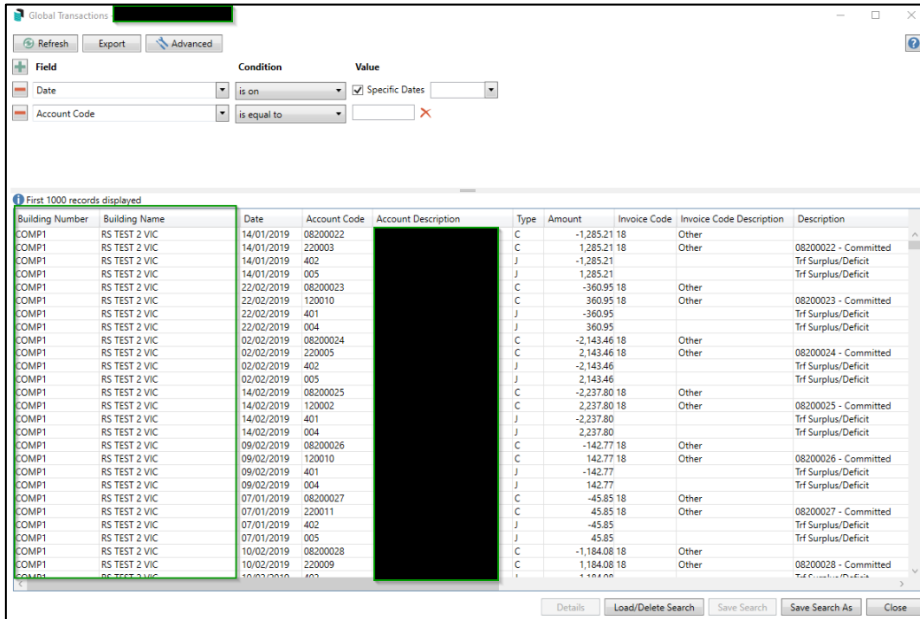 Global Transactions
Refresh Export Advanced
Field Condition Value
Date is on Specific Dates
Account Code is equal to
First 1000 records displayed
Building Number Building Name Date Account Code Account Description Type Amount Invoice Code Invoice Code Description Description
COMP1 RS TEST 2 VIC 14/01/2019 08200022 C -1,285.21 18 Other
COMP1 RS TEST 2 VIC 14/01/2019 220003 C 1,285.21 18 Other 08200022 - Committed
COMP1 RS TEST 2 VIC 14/01/2019 402 J -1,285.21 Trf Surplus/Deficit
COMP1 RS TEST 2 VIC 14/01/2019 005 J 1,285.21 Trf Surplus/Deficit
COMP1 RS TEST 2 VIC 22/02/2019 08200023 C -360.95 18 Other
COMP1 RS TEST 2 VIC 22/02/2019 120010 C 360.95 18 Other 08200023 - Committed
COMP1 RS TEST 2 VIC 22/02/2019 401 J -360.95 Trf Surplus/Deficit
COMP1 RS TEST 2 VIC 22/02/2019 004 J 360.95 Trf Surplus/Deficit
COMP1 RS TEST 2 VIC 02/02/2019 08200024 C -2,143.46 18 Other
COMP1 RS TEST 2 VIC 02/02/2019 220005 C 2,143.46 18 Other 08200024 - Committed
COMP1 RS TEST 2 VIC 02/02/2019 402 J -2,143.46 Trf Surplus/Deficit
COMP1 RS TEST 2 VIC 02/02/2019 005 J 2,143.46 Trf Surplus/Deficit
COMP1 RS TEST 2 VIC 14/02/2019 08200025 C -2,237.80 18 Other
COMP1 RS TEST 2 VIC 14/02/2019 120002 C 2,237.80 18 Other 08200025 - Committed
COMP1 RS TEST 2 VIC 14/02/2019 401 J -2,237.80 Trf Surplus/Deficit
COMP1 RS TEST 2 VIC 14/02/2019 004 J 2,237.80 Trf Surplus/Deficit
COMP1 RS TEST 2 VIC 09/02/2019 08200026 C -142.77 18 Other
COMP1 RS TEST 2 VIC 09/02/2019 120010 C 142.77 18 Other 08200026 - Committed
COMP1 RS TEST 2 VIC 09/02/2019 401 J -142.77 Trf Surplus/Deficit
COMP1 RS TEST 2 VIC 09/02/2019 004 J 142.77 Trf Surplus/Deficit
COMP1 RS TEST 2 VIC 07/01/2019 08200027 C -45.85 18 Other
COMP1 RS TEST 2 VIC 07/01/2019 220011 C 45.85 18 Other 08200027 - Committed
COMP1 RS TEST 2 VIC 07/01/2019 402 J -45.85 Trf Surplus/Deficit
COMP1 RS TEST 2 VIC 07/01/2019 005 J 45.85 Trf Surplus/Deficit
COMP1 RS TEST 2 VIC 10/02/2019 08200028 C -1,184.08 18 Other
COMP1 RS TEST 2 VIC 10/02/2019 220009 C 1,184.08 18 Other 08200028 - Committed
Details Load/Delete Search Save Search Save Search As Close